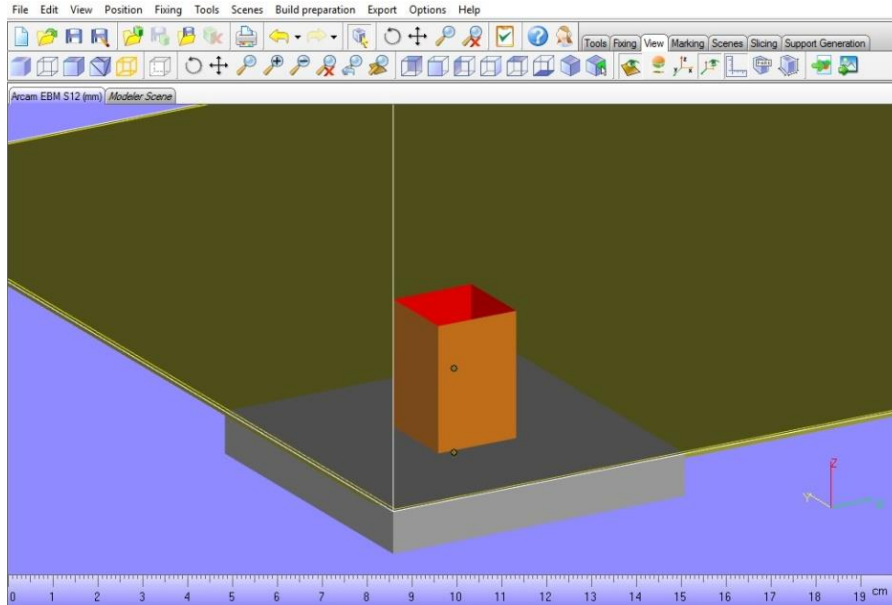 File Edit View Position Fixing Tools Scenes Build preparation Export Options Help
Tools Fixing View Marking Scenes Slicing Support Generation
Arcam EBM S12 (mm) Modeler Scene
Z
Y
0 1 2 3 4 5 6 7 8 9 10 11 12 13 14 15 16 17 18 19 cm